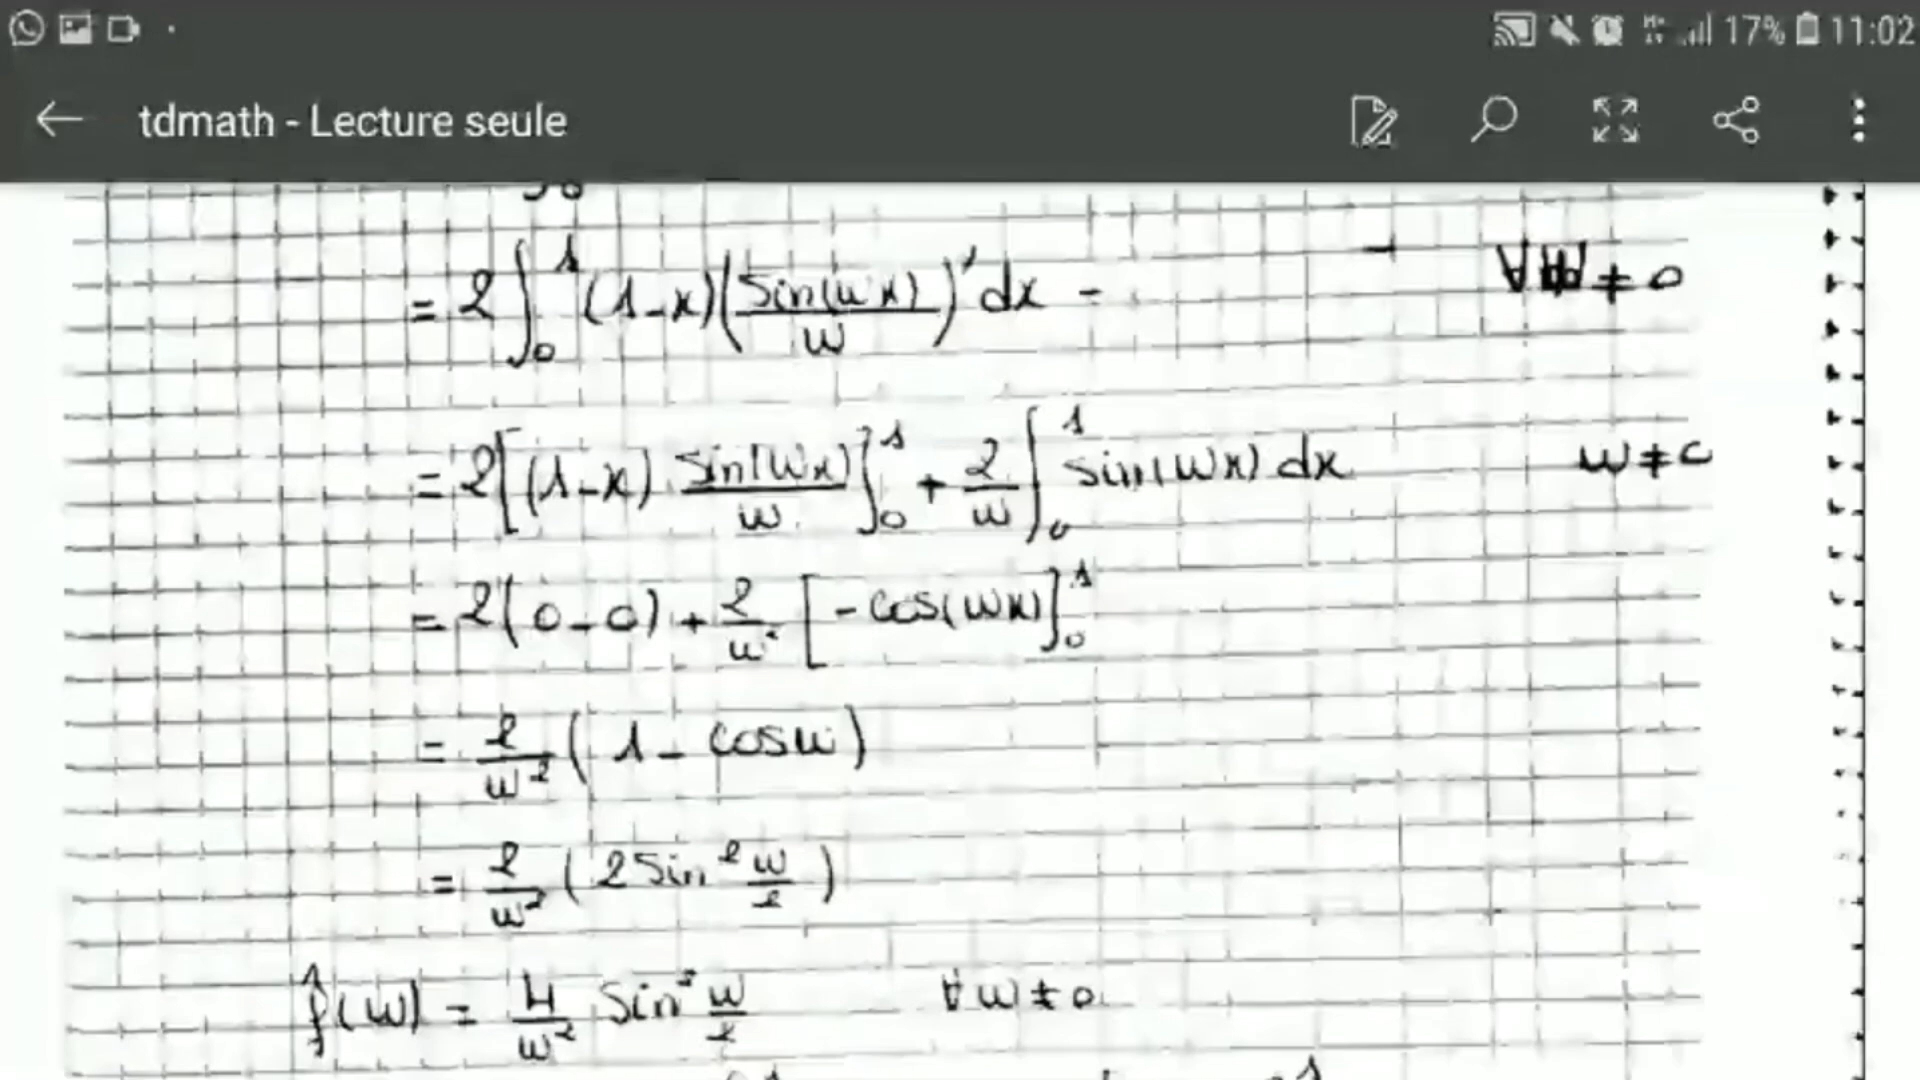 17% 11:02
tdmath - Lecture seule
= 2 ∫₀¹ (1-x) (sin(wx)/w)' dx - ∀ w ≠ 0
= 2[(1-x) sin(wx)/w]₀¹ + 2/w ∫₀¹ sin(wx) dx w ≠ 0
= 2(0-0) + 2/w² [-cos(wx)]₀¹
= 2/w² (1 - cosw)
= 2/w² (2 sin² w/2)
f̂(w) = 4/w² sin² w/2 ∀ w ≠ 0